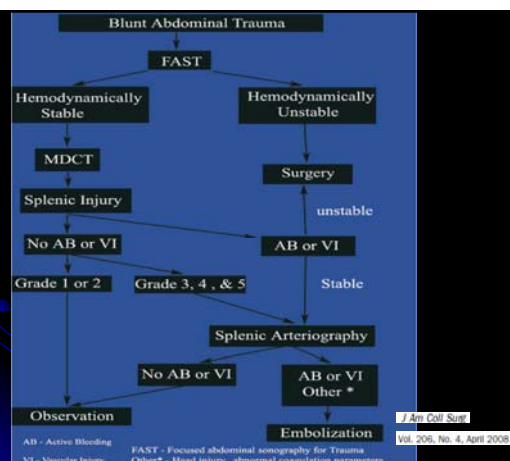 Blunt Abdominal Trauma
FAST
Hemodynamically
Stable
Hemodynamically
Unstable
MDCT
Surgery
Splenic Injury
unstable
No AB or VI
AB or VI
Grade 1 or 2
Grade 3, 4 , & 5
Stable
Splenic Arteriography
No AB or VI
AB or VI
Other *
Observation
Embolization
J Am Coll Surg
Vol. 206, No. 4, April 2008
AB - Active Bleeding
FAST - Focused abdominal sonography for Trauma
VI - Vascular Injury
Other* - Head injury, abnormal coagulation parameters